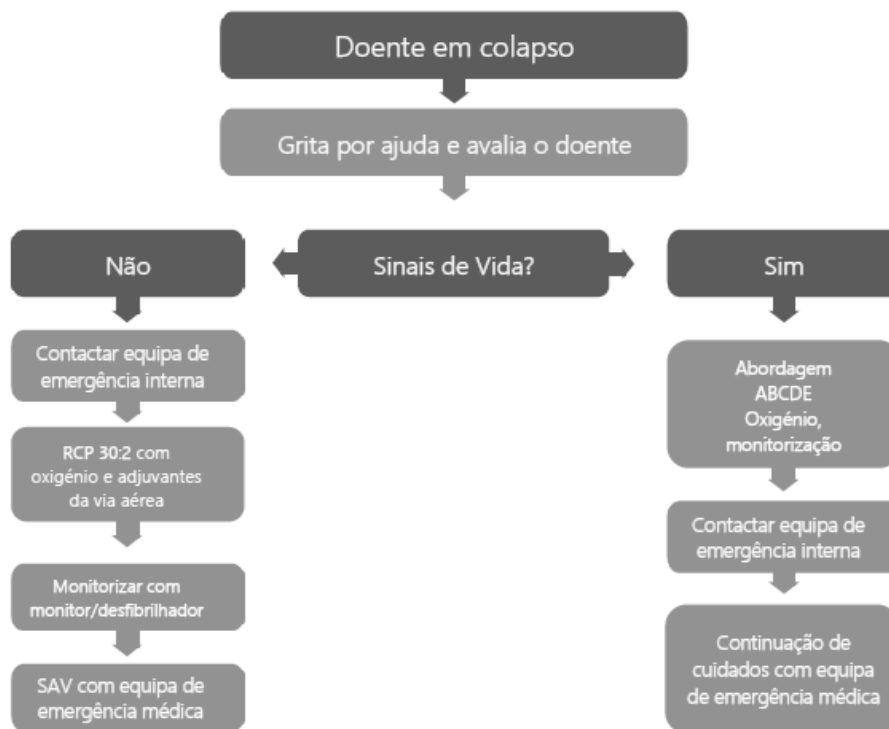 Doente em colapso
Grita por ajuda e avalia o doente
Não
Sinais de Vida?
Sim
Contactar equipa de
emergência interna
RCP 30:2 com
oxigénio e adjuvantes
da via aérea
Monitorizar com
monitor/desfibrilhador
SAV com equipa de
emergência médica
Abordagem
ABCDE
Oxigénio,
monitorização
Contactar equipa de
emergência interna
Continuação de
cuidados com equipa
de emergência médica